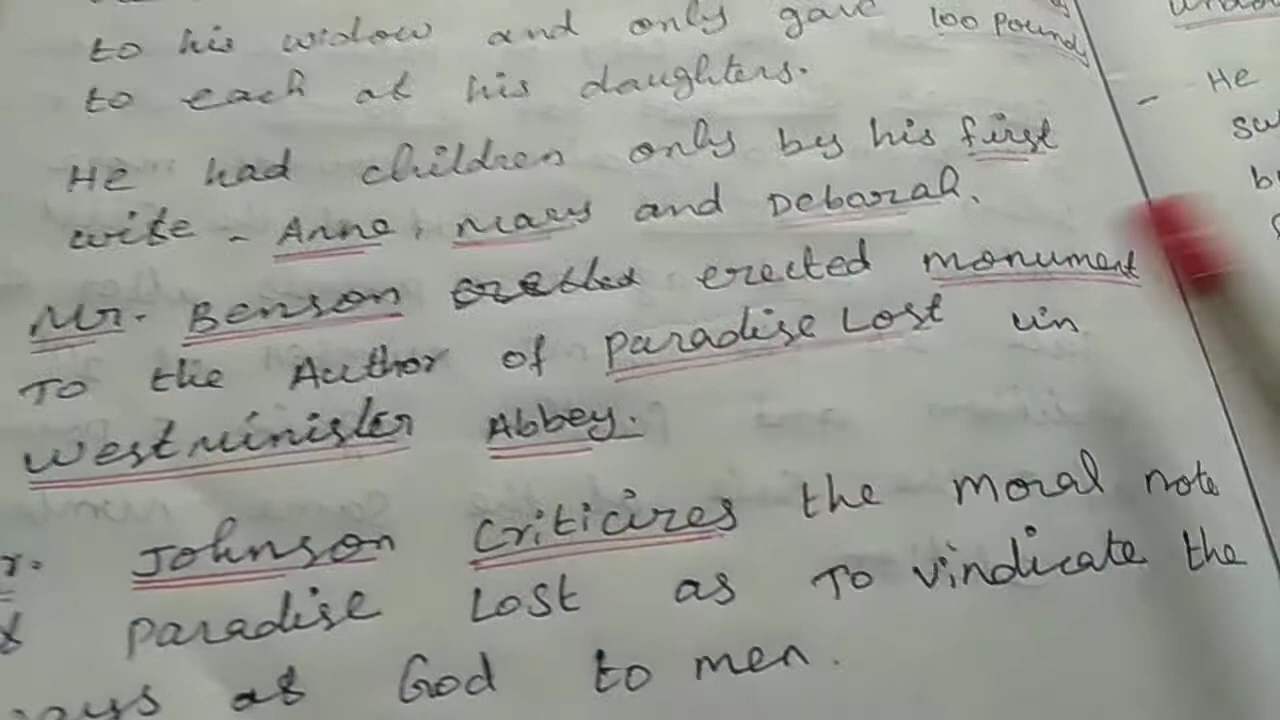 to his widow and only gave 100 pounds
to each of his daughters.
He had children only by his first
wife - Anne, Mary and Deborah.
Mr. Benson erected monument
To the Author of Paradise Lost in
Westminister Abbey.
r. Johnson Criticizes the moral note
Paradise Lost as To vindicate the
ways of God to men.
- He